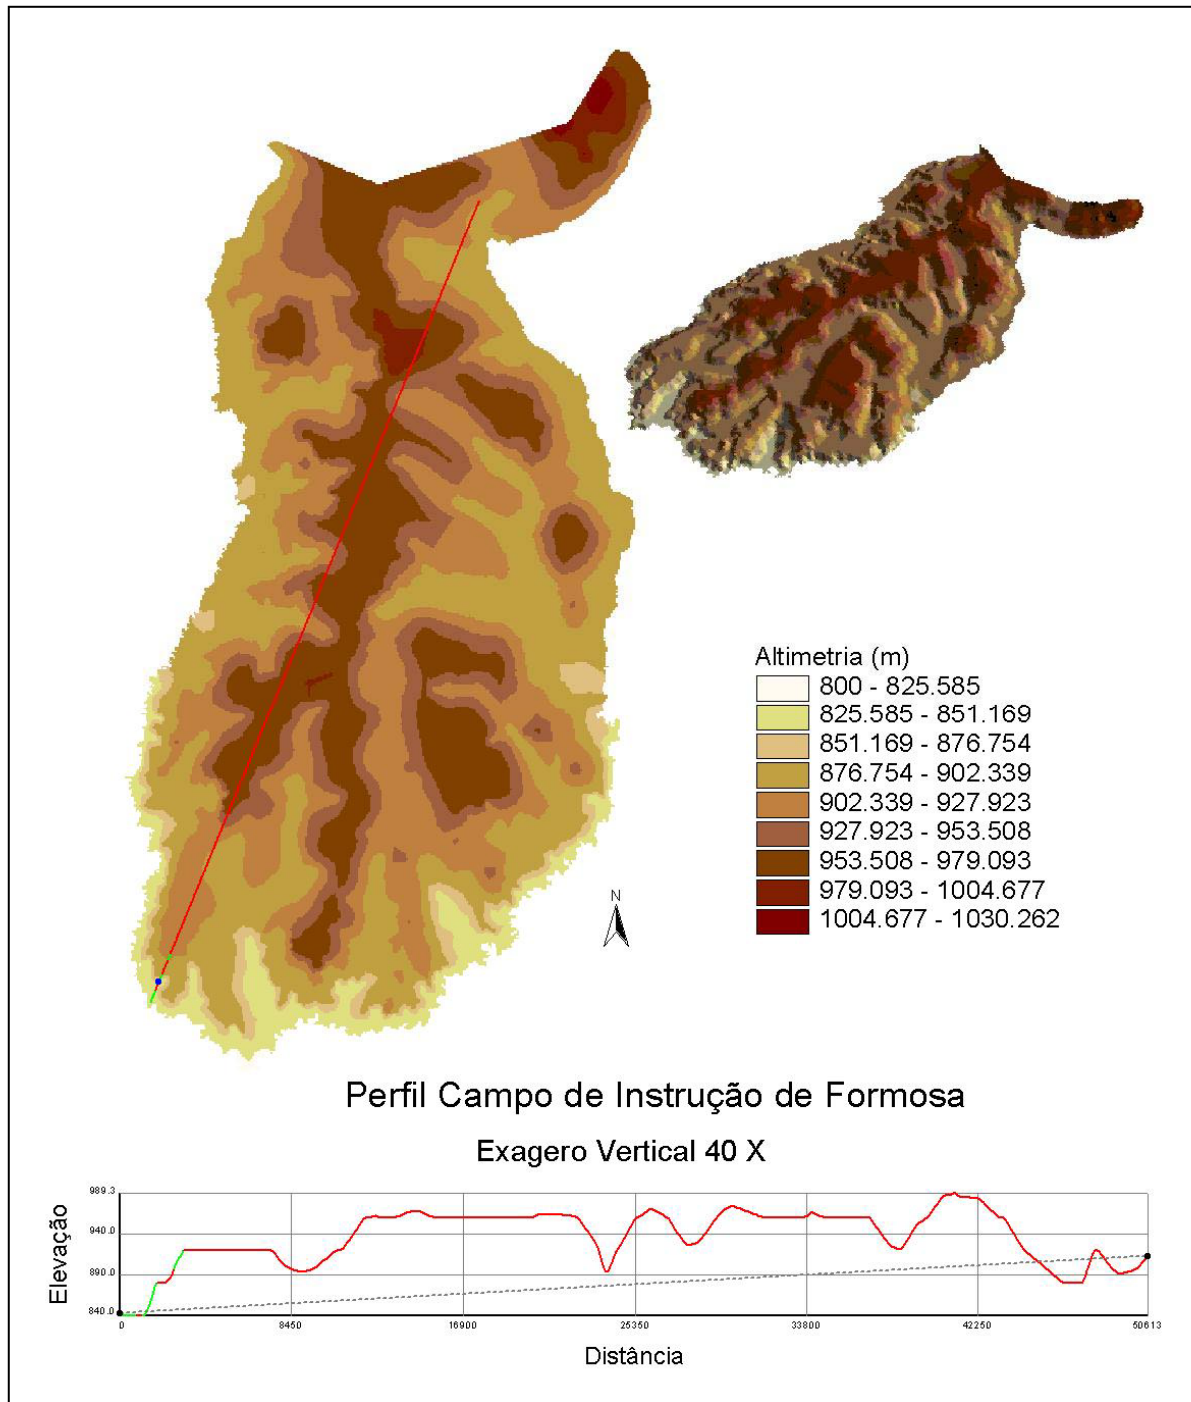 Altimetria (m)
800 - 825.585
825.585 - 851.169
851.169 - 876.754
876.754 - 902.339
902.339 - 927.923
927.923 - 953.508
953.508 - 979.093
979.093 - 1004.677
1004.677 - 1030.262
N
Perfil Campo de Instrução de Formosa
Exagero Vertical 40 X
Elevação
989.3
940.0
890.0
840.0
0 8450 16900 25350 33800 42250 50613
Distância